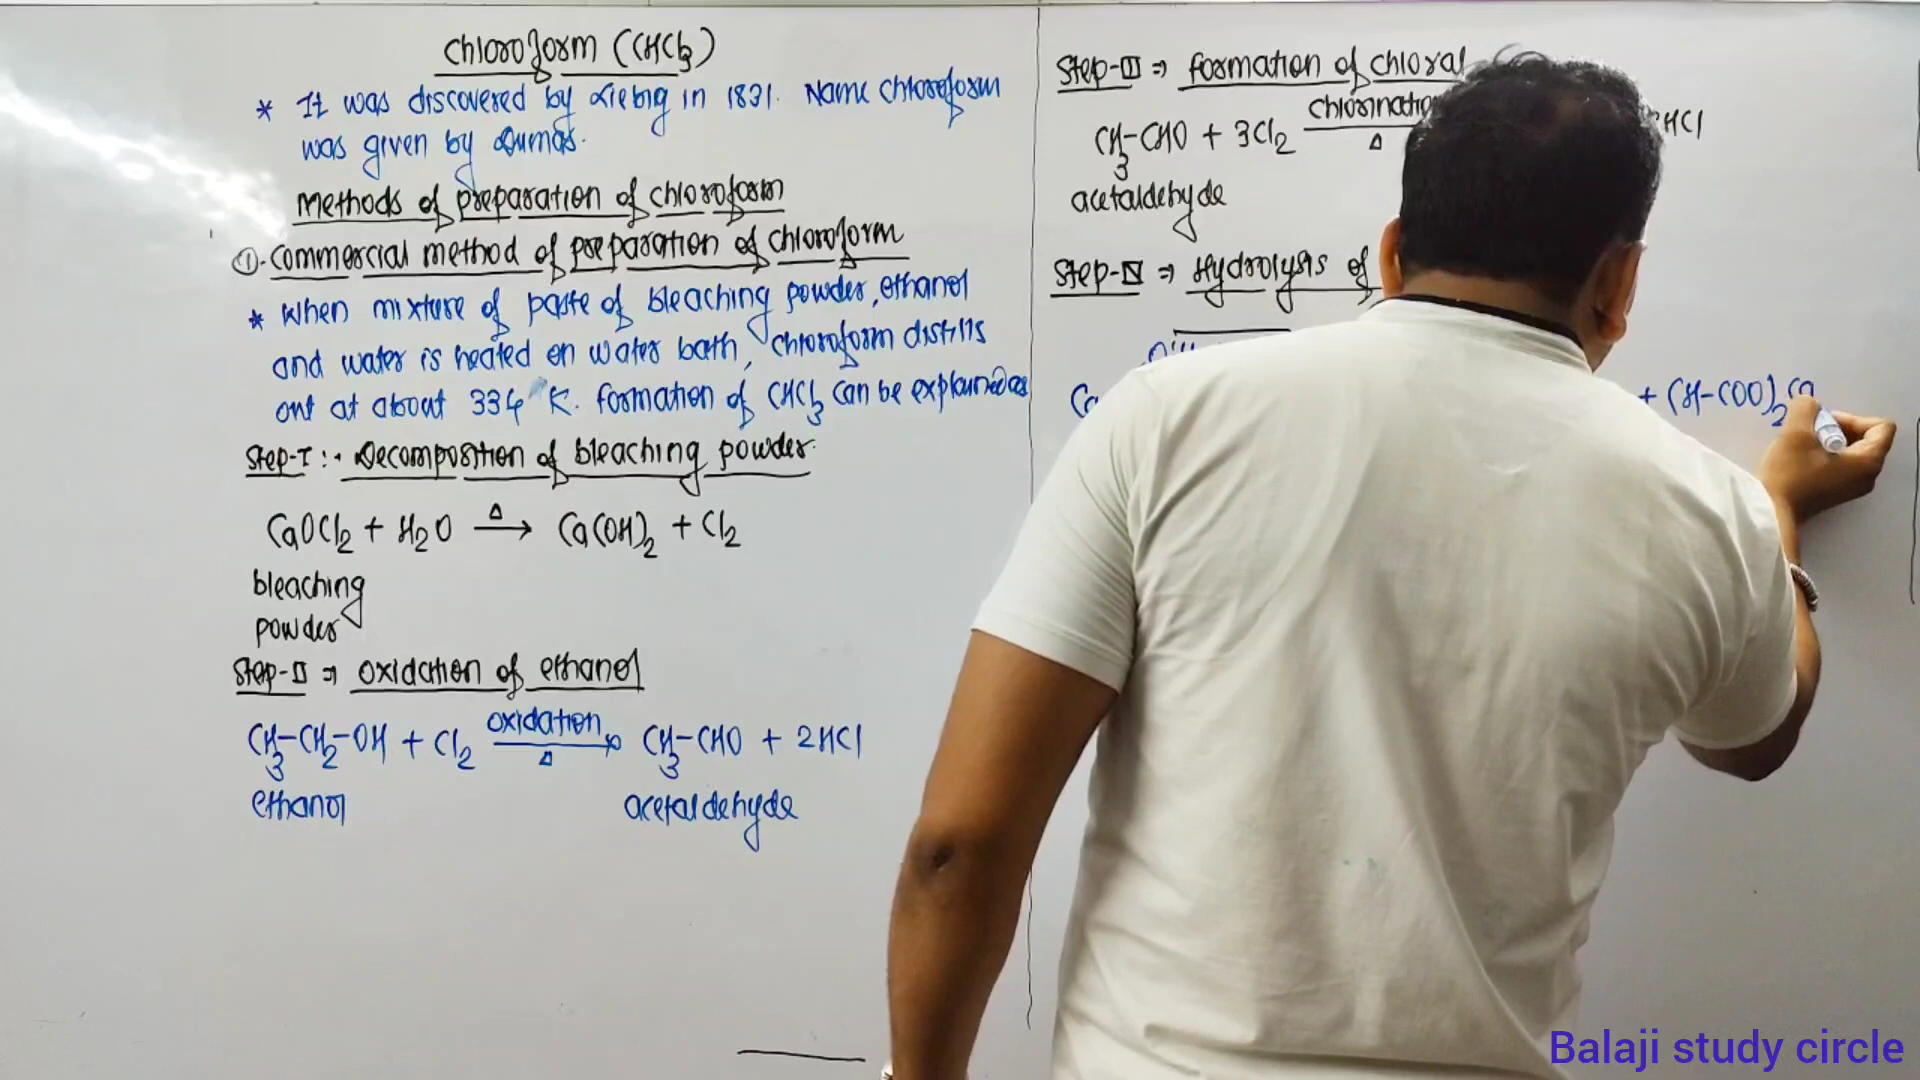 Chloroform (CHCl3)
* It was discovered by Liebig in 1831. Name Chloroform
was given by Dumas.
Methods of preparation of chloroform
①. Commercial method of preparation of chloroform
* When mixture of paste of bleaching powder, ethanol
and water is heated on water bath, chloroform distills
out at about 334 K. formation of CHCl3 can be explained as
Step-I :- Decomposition of bleaching powder.
CaOCl2 + H2O Δ → Ca(OH)2 + Cl2
bleaching
powder
Step-II ⇒ oxidation of ethanol
CH3-CH2-OH + Cl2 oxidation Δ → CH3-CHO + 2HCl
ethanol acetaldehyde
Step-III ⇒ formation of chloral
CH3-CHO + 3Cl2 Δ HCl
acetaldehyde
Step-IV ⇒ Hydrolysis of
+ (H-COO)2Ca
Balaji study circle